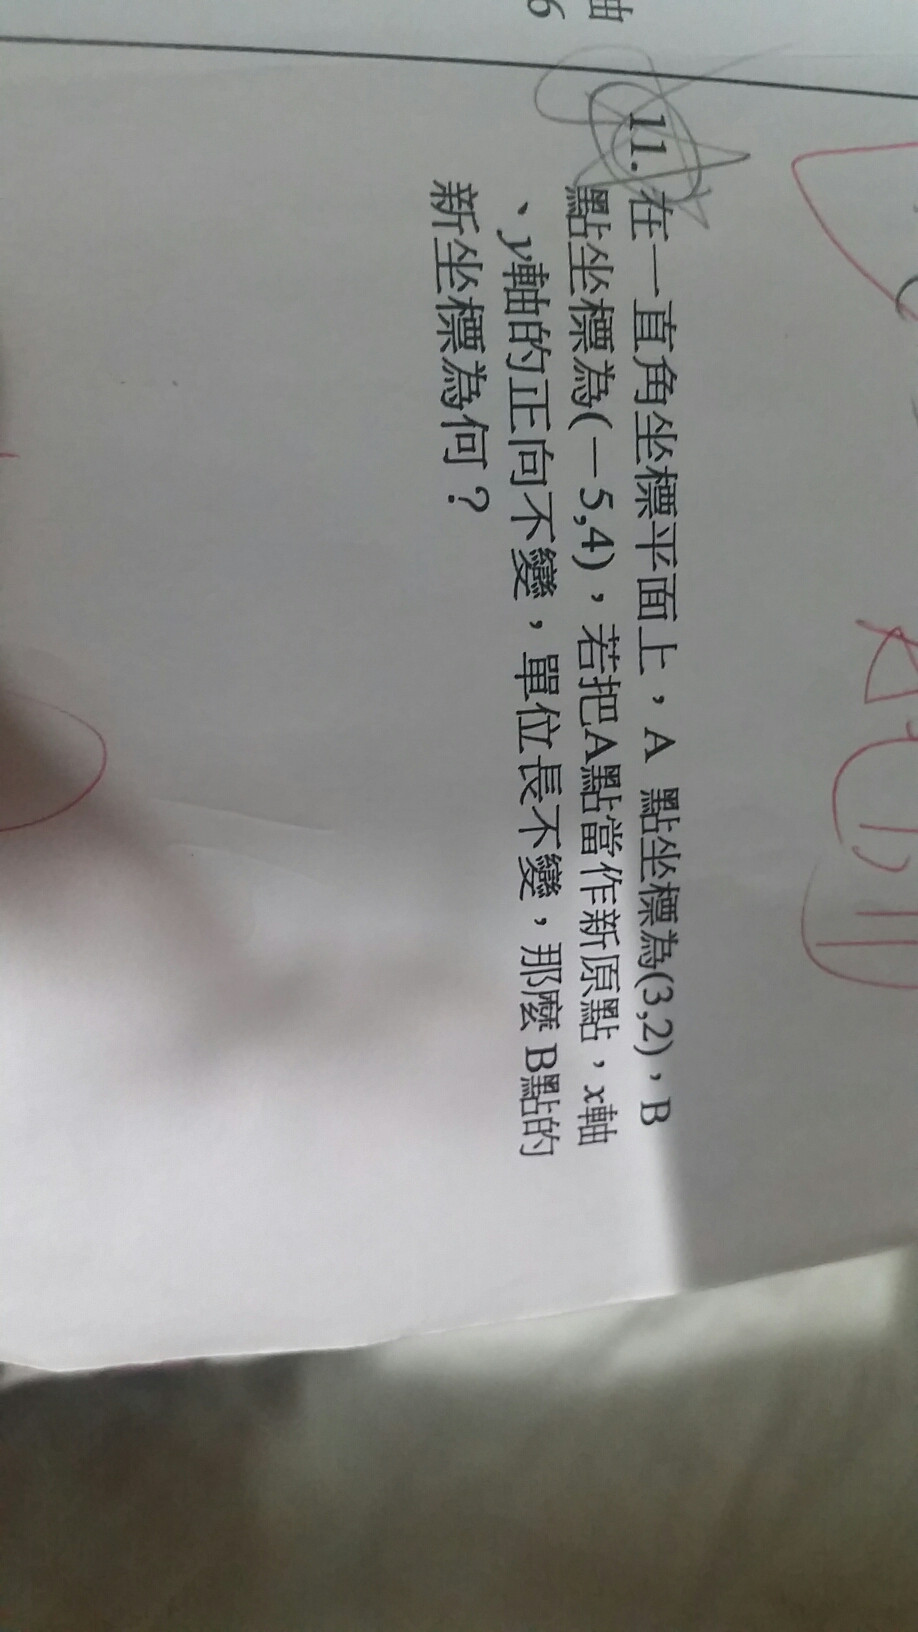 軸
6
11. 在一直角坐標平面上，A 點坐標為(3,2)，B
點坐標為(－5,4)，若把A點當作新原點，x軸
、y軸的正向不變，單位長不變，那麼 B點的
新坐標為何？